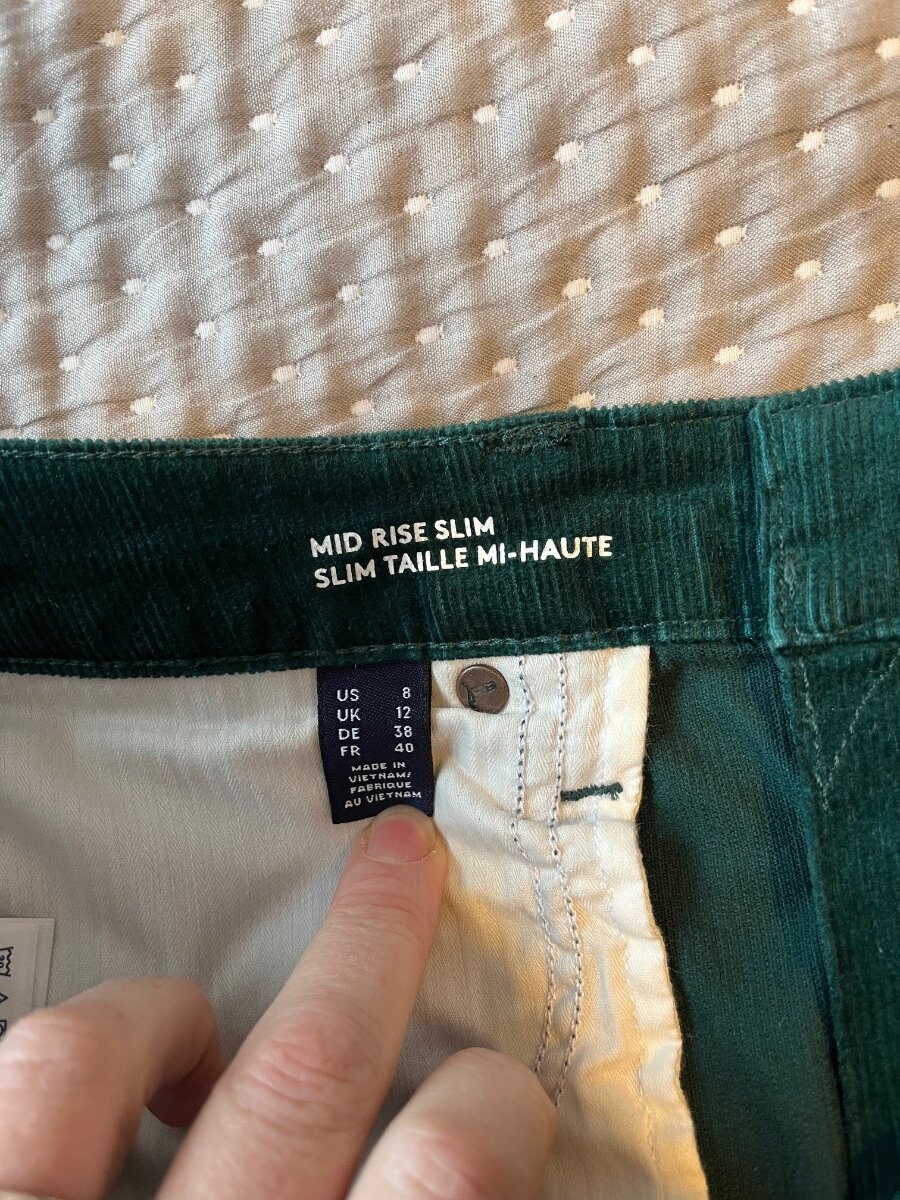 MID RISE SLIM
SLIM TAILLE MI-HAUTE
US 8
UK 12
DE 38
FR 40
MADE IN
VIETNAM/
FABRIQUE
AU VIETNAM
30